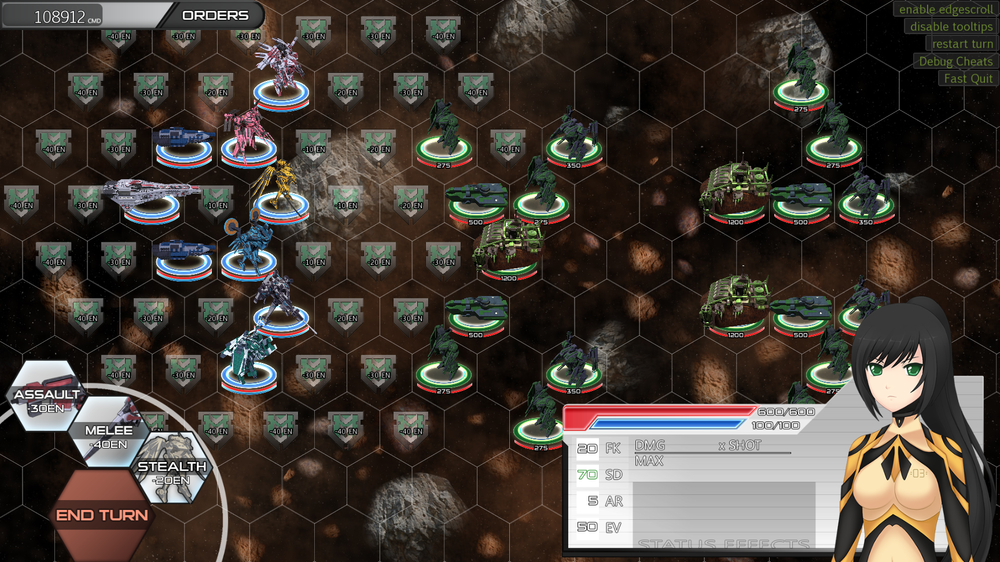 108912 CMD
ORDERS
enable edgescroll
disable tooltips
restart turn
Debug Cheats
Fast Quit
-40 EN
-30 EN
-30 EN
-30 EN
-30 EN
-40 EN
-40 EN
-30 EN
-20 EN
-20 EN
-30 EN
-40 EN
275
-40 EN
-30 EN
-10 EN
-20 EN
275
-40 EN
350
275
-40 EN
-30 EN
-10 EN
-10 EN
-20 EN
500
275
1200
500
350
-40 EN
-30 EN
-10 EN
-20 EN
-30 EN
1200
-40 EN
-30 EN
-20 EN
-20 EN
-30 EN
500
1200
500
-40 EN
-30 EN
-30 EN
-30 EN
275
350
275
EN
-40 EN
-40 EN
-40 EN
-40 EN
275
ASSAULT
-30EN
MELEE
-40EN
STEALTH
-20EN
END TURN
600/600
100/100
20 FK
70 SD
5 AR
50 EV
DMG x SHOT
MAX
STATUS EFFECTS
:03: